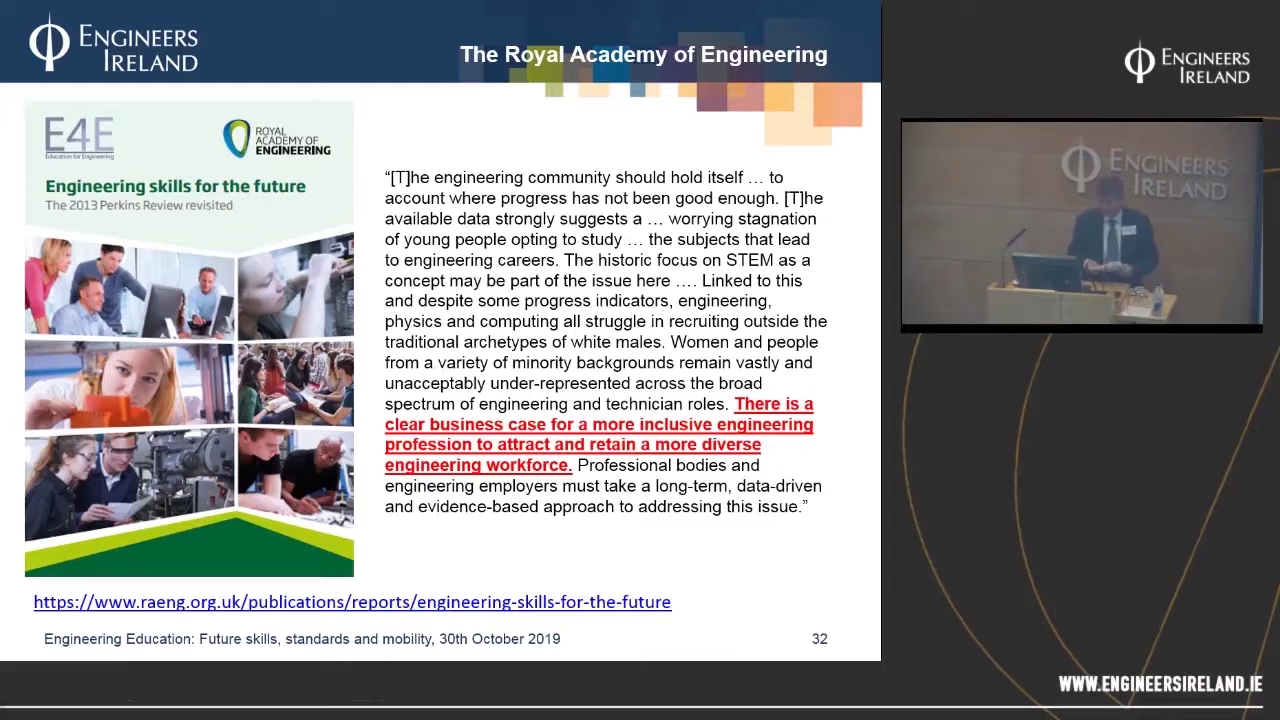 ENGINEERS
IRELAND
The Royal Academy of Engineering
E4E
Education for Engineering
ROYAL
ACADEMY OF
ENGINEERING
Engineering skills for the future
The 2013 Perkins Review revisited
“[T]he engineering community should hold itself … to
account where progress has not been good enough. [T]he
available data strongly suggests a … worrying stagnation
of young people opting to study … the subjects that lead
to engineering careers. The historic focus on STEM as a
concept may be part of the issue here …. Linked to this
and despite some progress indicators, engineering,
physics and computing all struggle in recruiting outside the
traditional archetypes of white males. Women and people
from a variety of minority backgrounds remain vastly and
unacceptably under-represented across the broad
spectrum of engineering and technician roles. There is a
clear business case for a more inclusive engineering
profession to attract and retain a more diverse
engineering workforce. Professional bodies and
engineering employers must take a long-term, data-driven
and evidence-based approach to addressing this issue.”
https://www.raeng.org.uk/publications/reports/engineering-skills-for-the-future
Engineering Education: Future skills, standards and mobility, 30th October 2019
32
ENGINEERS
IRELAND
ENGINEERS
IRELAND
WWW.ENGINEERSIRELAND.IE